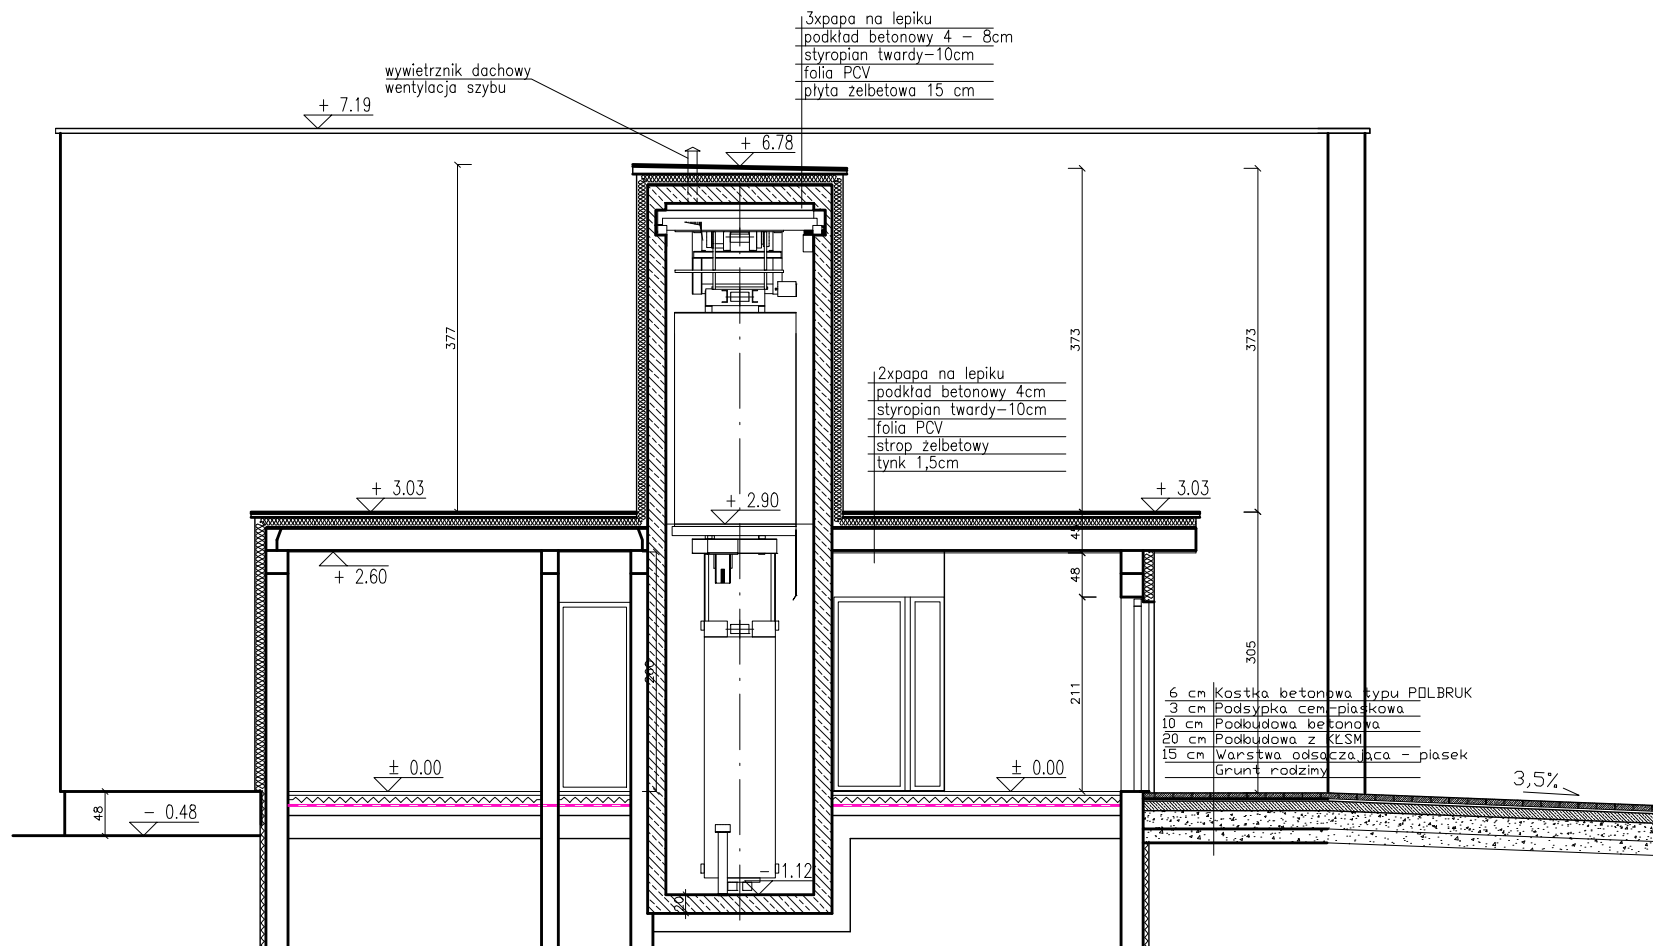 3xpapa na lepiku
podkład betonowy 4 - 8cm
styropian twardy-10cm
folia PCV
płyta żelbetowa 15 cm
wywietrznik dachowy
wentylacja szybu
+ 7.19
+ 6.78
377
373
373
2xpapa na lepiku
podkład betonowy 4cm
styropian twardy-10cm
folia PCV
strop żelbetowy
tynk 1,5cm
+ 3.03
+ 2.90
+ 3.03
+ 2.60
48
305
211
6 cm Kostka betonowa typu POLBRUK
3 cm Podsypka cem.-piaskowa
10 cm Podbudowa betonowa
20 cm Podbudowa z KŁSM
15 cm Warstwa odsączająca - piasek
Grunt rodzimy
± 0.00
± 0.00
3,5%
48
- 0.48
- 1.12
20